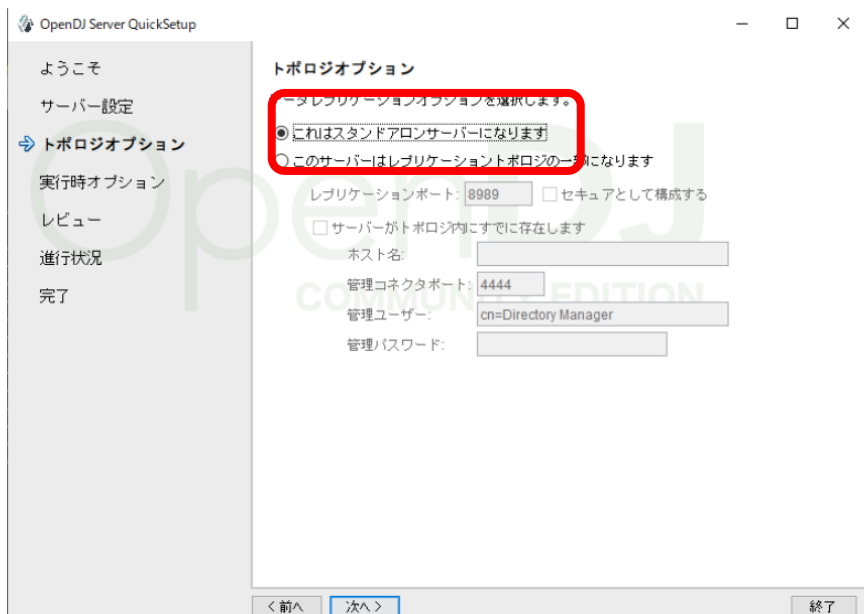 OpenDJ Server QuickSetup
ようこそ
サーバー設定
トポロジオプション
実行時オプション
レビュー
進行状況
完了
トポロジオプション
データレプリケーションオプションを選択します。
これはスタンドアロンサーバーになります
このサーバーはレプリケーショントポロジの一部になります
レプリケーションポート: 8989 セキュアとして構成する
サーバーがトポロジ内にすでに存在します
ホスト名:
管理コネクタポート: 4444
管理ユーザー: cn=Directory Manager
管理パスワード:
OpenDJ
COMMUNITY EDITION
< 前へ 次へ > 終了